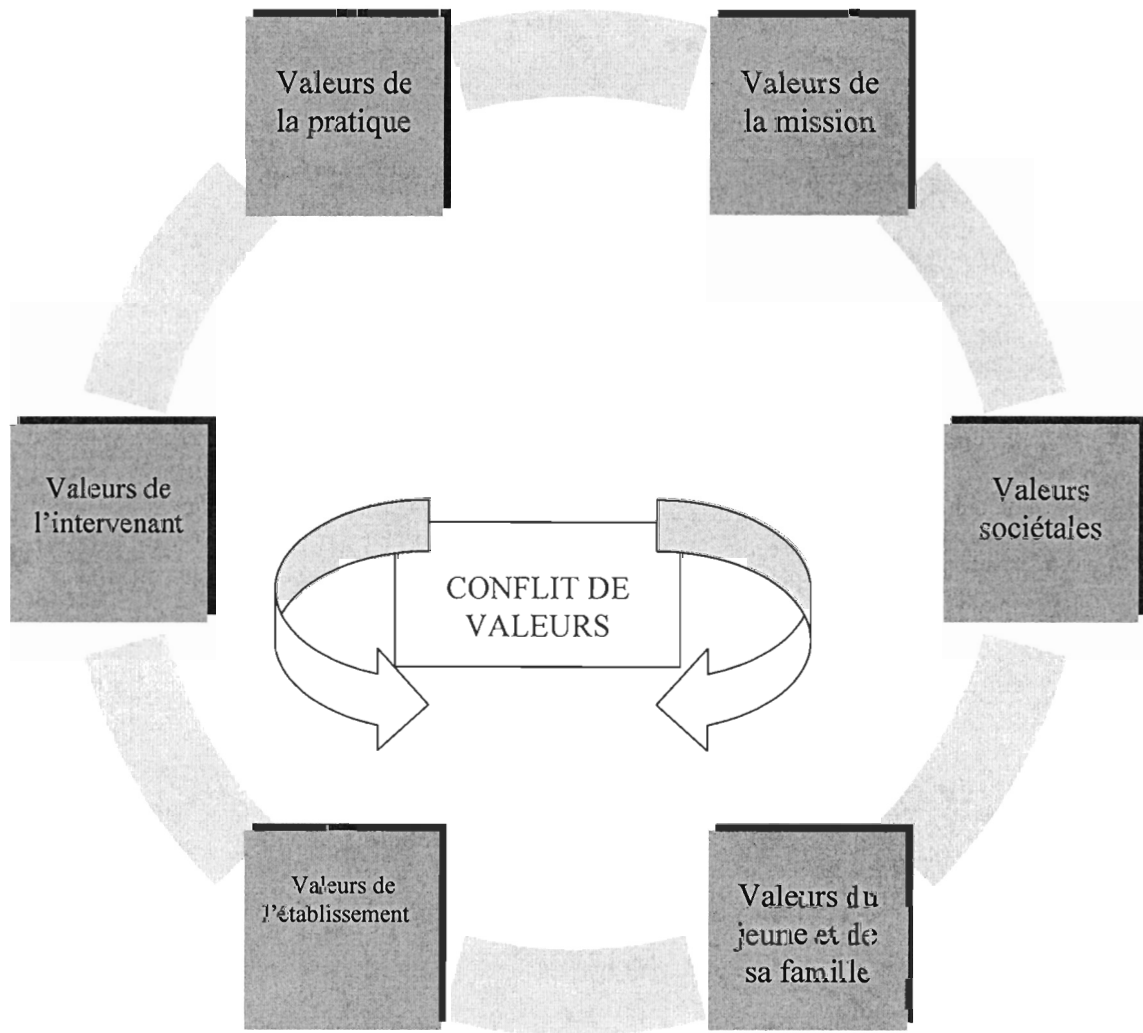 Valeurs de
la pratique
Valeurs de
la mission
Valeurs de
l'intervenant
Valeurs
sociétales
CONFLIT DE
VALEURS
Valeurs de
l'établissement
Valeurs du
jeune et de
sa famille